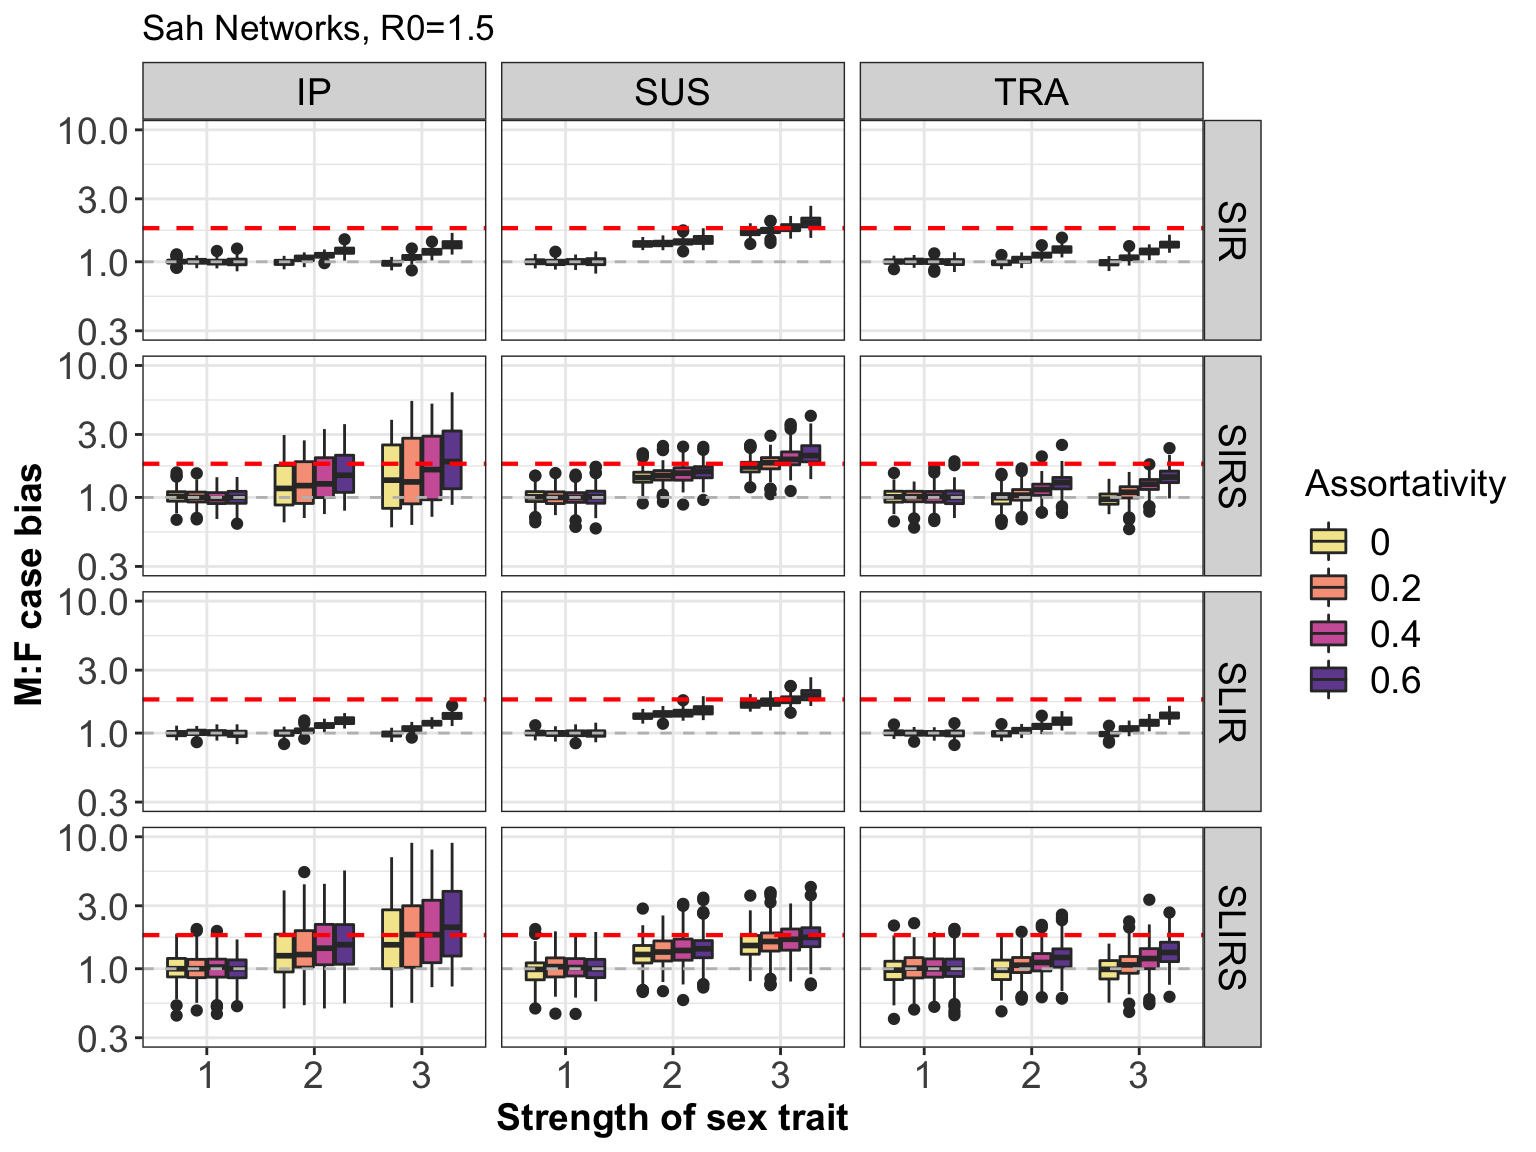 Sah Networks, R0=1.5
IP
SUS
TRA
10.0
3.0
1.0
0.3
SIR
10.0
3.0
1.0
0.3
SIRS
10.0
3.0
1.0
0.3
SLIR
10.0
3.0
1.0
0.3
SLIRS
M:F case bias
1 2 3
1 2 3
1 2 3
Strength of sex trait
Assortativity
0
0.2
0.4
0.6